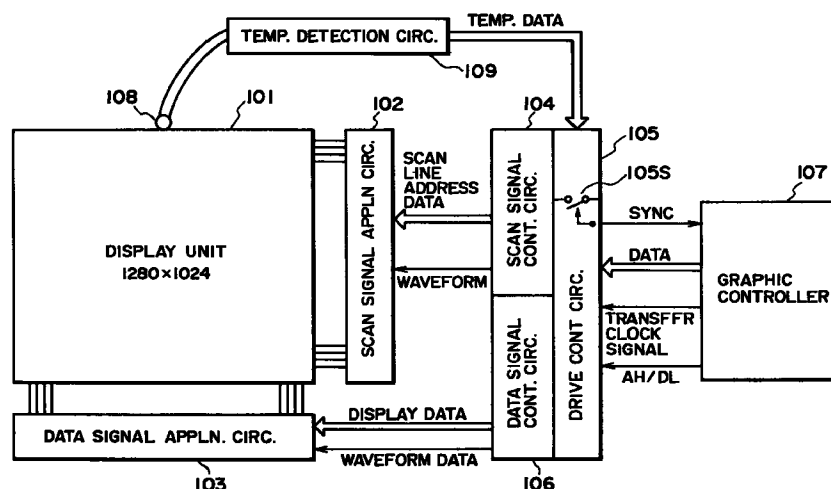 TEMP. DATA
TEMP. DETECTION CIRC.
109
108
101
102
104
105
105S
107
DISPLAY UNIT
1280×1024
SCAN SIGNAL APPLN CIRC.
SCAN
LINE
ADDRESS
DATA
WAVEFORM
SCAN SIGNAL
CONT. CIRC.
DATA SIGNAL
CONT. CIRC.
DRIVE CONT CIRC.
SYNC
DATA
TRANSFFR
CLOCK
SIGNAL
AH/DL
GRAPHIC
CONTROLLER
DATA SIGNAL APPLN. CIRC.
DISPLAY DATA
WAVEFORM DATA
103
106